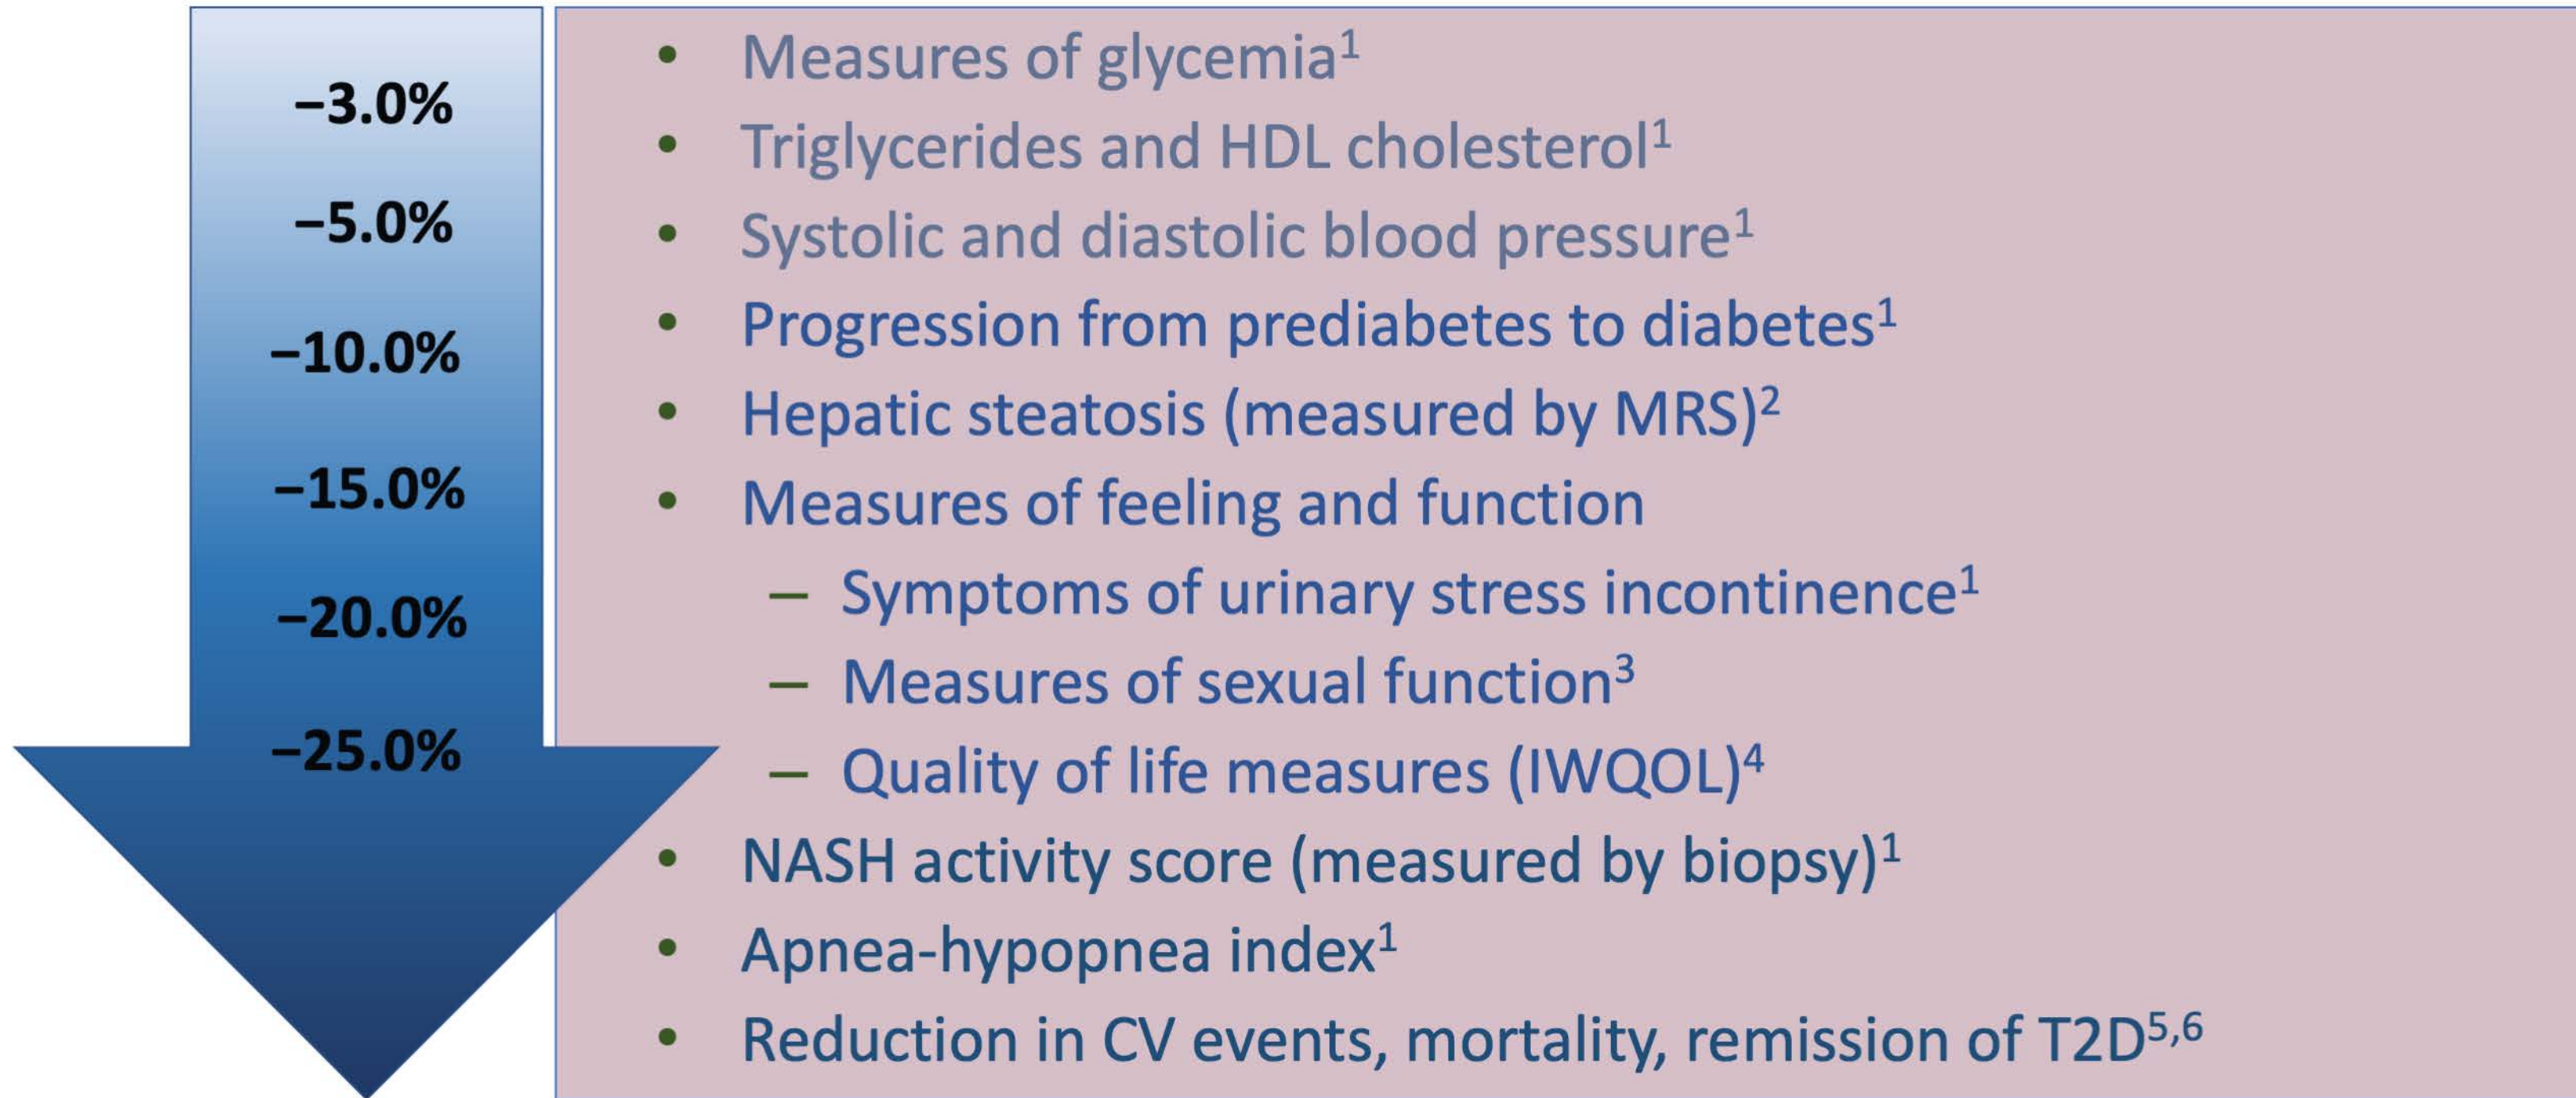 −3.0%
−5.0%
−10.0%
−15.0%
−20.0%
−25.0%
• Measures of glycemia¹
• Triglycerides and HDL cholesterol¹
• Systolic and diastolic blood pressure¹
• Progression from prediabetes to diabetes¹
• Hepatic steatosis (measured by MRS)²
• Measures of feeling and function
– Symptoms of urinary stress incontinence¹
– Measures of sexual function³
– Quality of life measures (IWQOL)⁴
• NASH activity score (measured by biopsy)¹
• Apnea-hypopnea index¹
• Reduction in CV events, mortality, remission of T2D⁵,⁶